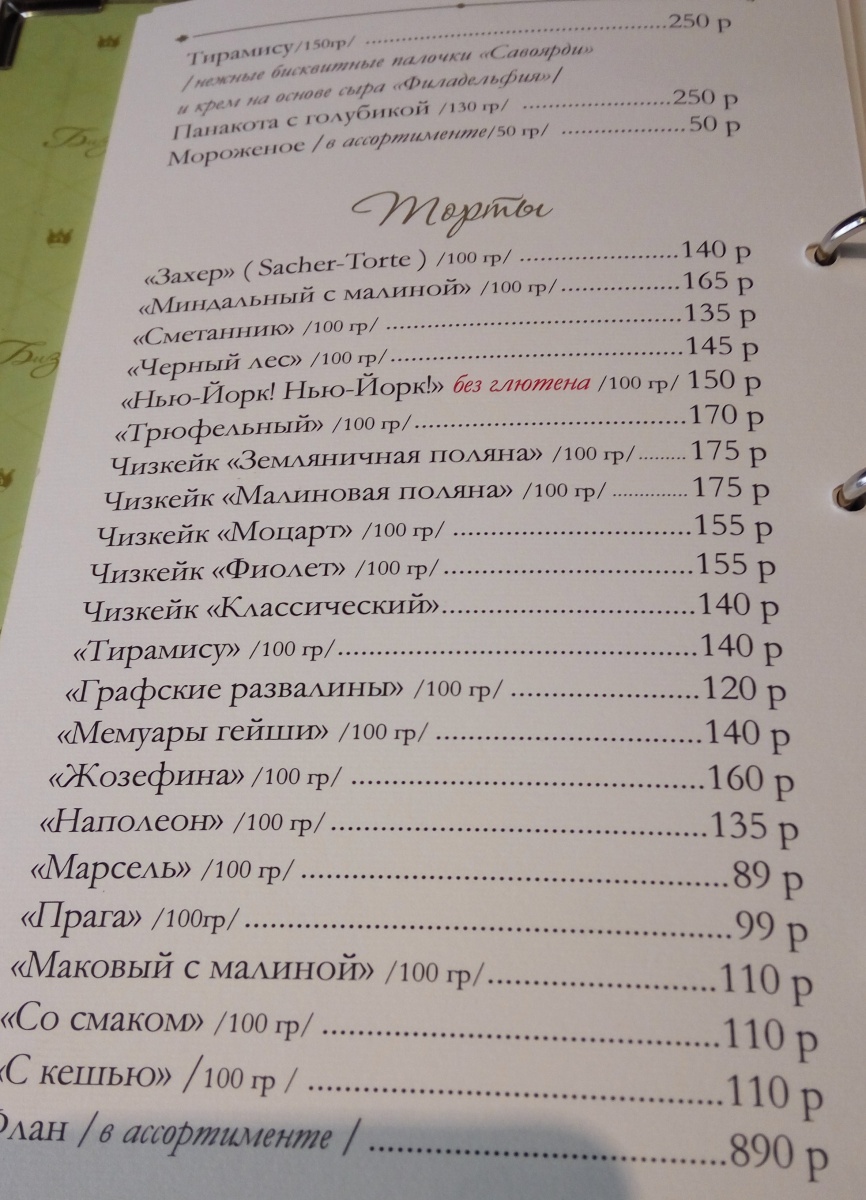 Тирамису/150гр/ ........................250 р
/нежные бисквитные палочки «Савоярди»
и крем на основе сыра «Филадельфия»/
Панакота с голубикой /130 гр/ ........................250 р
Мороженое /в ассортименте/50 гр/ ........................50 р
Торты
«Захер» ( Sacher-Torte ) /100 гр/ ........................140 р
«Миндальный с малиной» /100 гр/........................165 р
«Сметанник» /100 гр/ ........................135 р
«Черный лес» /100 гр/........................145 р
«Нью-Йорк! Нью-Йорк!» без глютена /100 гр/ 150 р
«Трюфельный» /100 гр/........................170 р
Чизкейк «Земляничная поляна» /100 гр/.........175 р
Чизкейк «Малиновая поляна» /100 гр/ ..............175 р
Чизкейк «Моцарт» /100 гр/ ........................155 р
Чизкейк «Фиолет» /100 гр/........................155 р
Чизкейк «Классический»........................140 р
«Тирамису» /100 гр/........................140 р
«Графские развалины» /100 гр/ ........................120 р
«Мемуары гейши» /100 гр/ ........................140 р
«Жозефина» /100 гр/ ........................160 р
«Наполеон» /100 гр/........................135 р
«Марсель» /100 гр/........................89 р
«Прага» /100гр/........................99 р
«Маковый с малиной» /100 гр/........................110 р
«Со смаком» /100 гр/ ........................110 р
«С кешью» /100 гр / ........................110 р
Флан /в ассортименте / ........................890 р